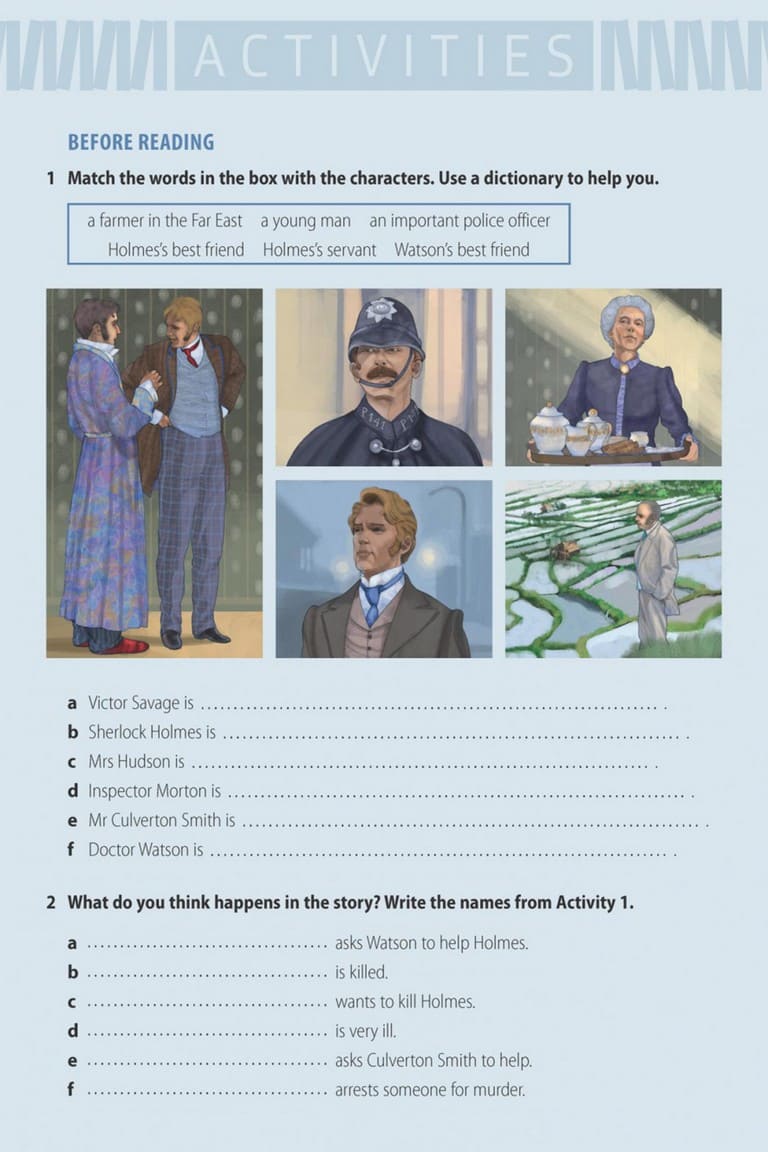 ACTIVITIES
BEFORE READING
1 Match the words in the box with the characters. Use a dictionary to help you.
a farmer in the Far East a young man an important police officer
Holmes's best friend Holmes's servant Watson's best friend
a Victor Savage is ...................................................................... .
b Sherlock Holmes is ...................................................................... .
c Mrs Hudson is ...................................................................... .
d Inspector Morton is ...................................................................... .
e Mr Culverton Smith is ...................................................................... .
f Doctor Watson is ...................................................................... .
2 What do you think happens in the story? Write the names from Activity 1.
a ..................................... asks Watson to help Holmes.
b ..................................... is killed.
c ..................................... wants to kill Holmes.
d ..................................... is very ill.
e ..................................... asks Culverton Smith to help.
f ..................................... arrests someone for murder.